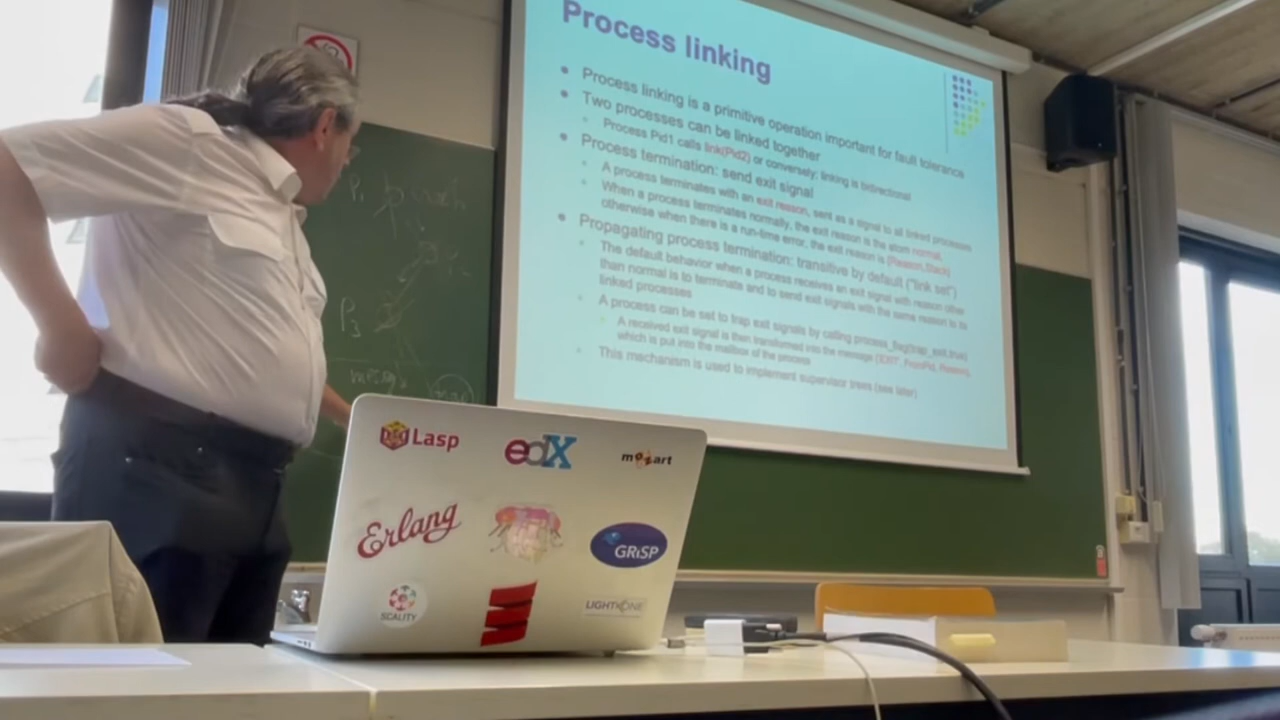 Process linking
Process linking is a primitive operation important for fault tolerance
Two processes can be linked together
Process Pid1 calls link(Pid2) or conversely; linking is bidirectional
Process termination: send exit signal
A process terminates with an exit reason, sent as a signal to all linked processes
When a process terminates normally, the exit reason is the atom normal,
otherwise when there is a run-time error, the exit reason is {Reason,Stack}
Propagating process termination: transitive by default ("link set")
The default behavior when a process receives an exit signal with reason other
than normal is to terminate and to send exit signals with the same reason to its
linked processes
A process can be set to trap exit signals by calling process_flag(trap_exit,true)
A received exit signal is then transformed into the message {'EXIT', FromPid, Reason},
which is put into the mailbox of the process
This mechanism is used to implement supervisor trees (see later)
P1
P3
Lasp
edX
mozart
Erlang
GRiSP
SCALITY
LIGHTKONE